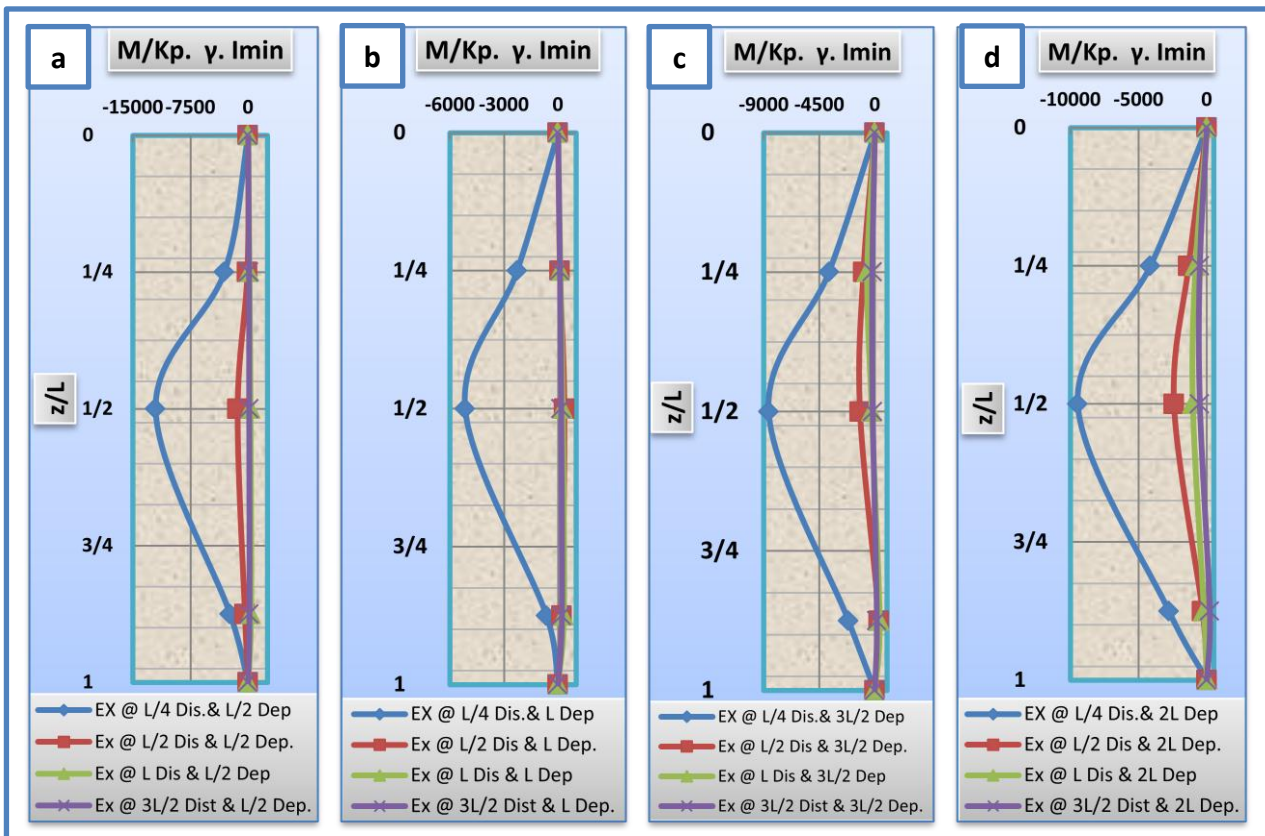 a
M/Kp. γ. Imin
-15000 -7500 0
0
1/4
1/2
3/4
1
z/L
EX @ L/4 Dis.& L/2 Dep
Ex @ L/2 Dis & L/2 Dep.
Ex @ L Dis & L/2 Dep
Ex @ 3L/2 Dist & L/2 Dep.
b
M/Kp. γ. Imin
-6000 -3000 0
0
1/4
1/2
3/4
1
EX @ L/4 Dis.& L Dep
Ex @ L/2 Dis & L Dep.
Ex @ L Dis & L Dep
Ex @ 3L/2 Dist & L Dep.
c
M/Kp. γ. Imin
-9000 -4500 0
0
1/4
1/2
3/4
1
z/L
EX @ L/4 Dis.& 3L/2 Dep
Ex @ L/2 Dis & 3L/2 Dep.
Ex @ L Dis & 3L/2 Dep
Ex @ 3L/2 Dist & 3L/2 Dep.
d
M/Kp. γ. Imin
-10000 -5000 0
0
1/4
1/2
3/4
1
z/L
EX @ L/4 Dis.& 2L Dep
Ex @ L/2 Dis & 2L Dep.
Ex @ L Dis & 2L Dep
Ex @ 3L/2 Dist & 2L Dep.